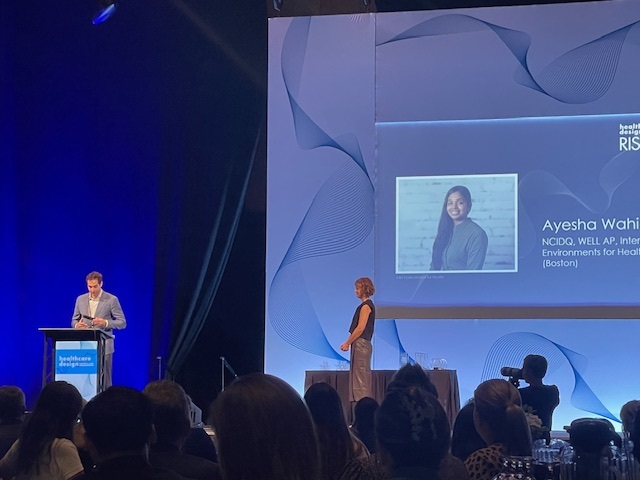 healthcare
design
RIS
Ayesha Wahi
NCIDQ, WELL AP, Inter
Environments for Heal
(Boston)
healthcare
design